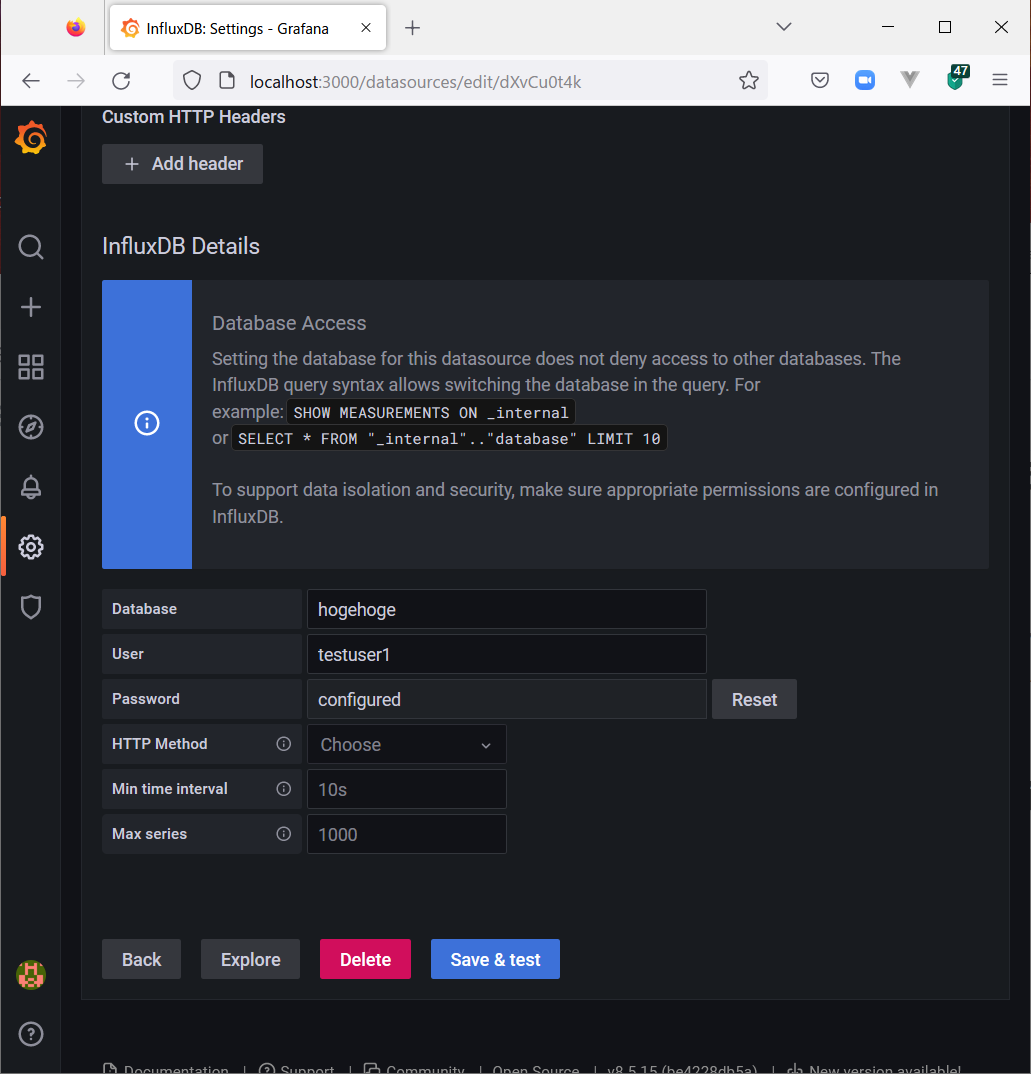 InfluxDB: Settings - Grafana
localhost:3000/datasources/edit/dXvCu0t4k
47
Custom HTTP Headers
Add header
InfluxDB Details
Database Access
Setting the database for this datasource does not deny access to other databases. The
InfluxDB query syntax allows switching the database in the query. For
example: SHOW MEASUREMENTS ON _internal
or SELECT * FROM "_internal".."database" LIMIT 10
To support data isolation and security, make sure appropriate permissions are configured in
InfluxDB.
Database hogehoge
User testuser1
Password configured Reset
HTTP Method Choose
Min time interval 10s
Max series 1000
Back Explore Delete Save & test
Documentation | Support | Community | Open Source | v8.5.15 (be4228db5a) | New version available!